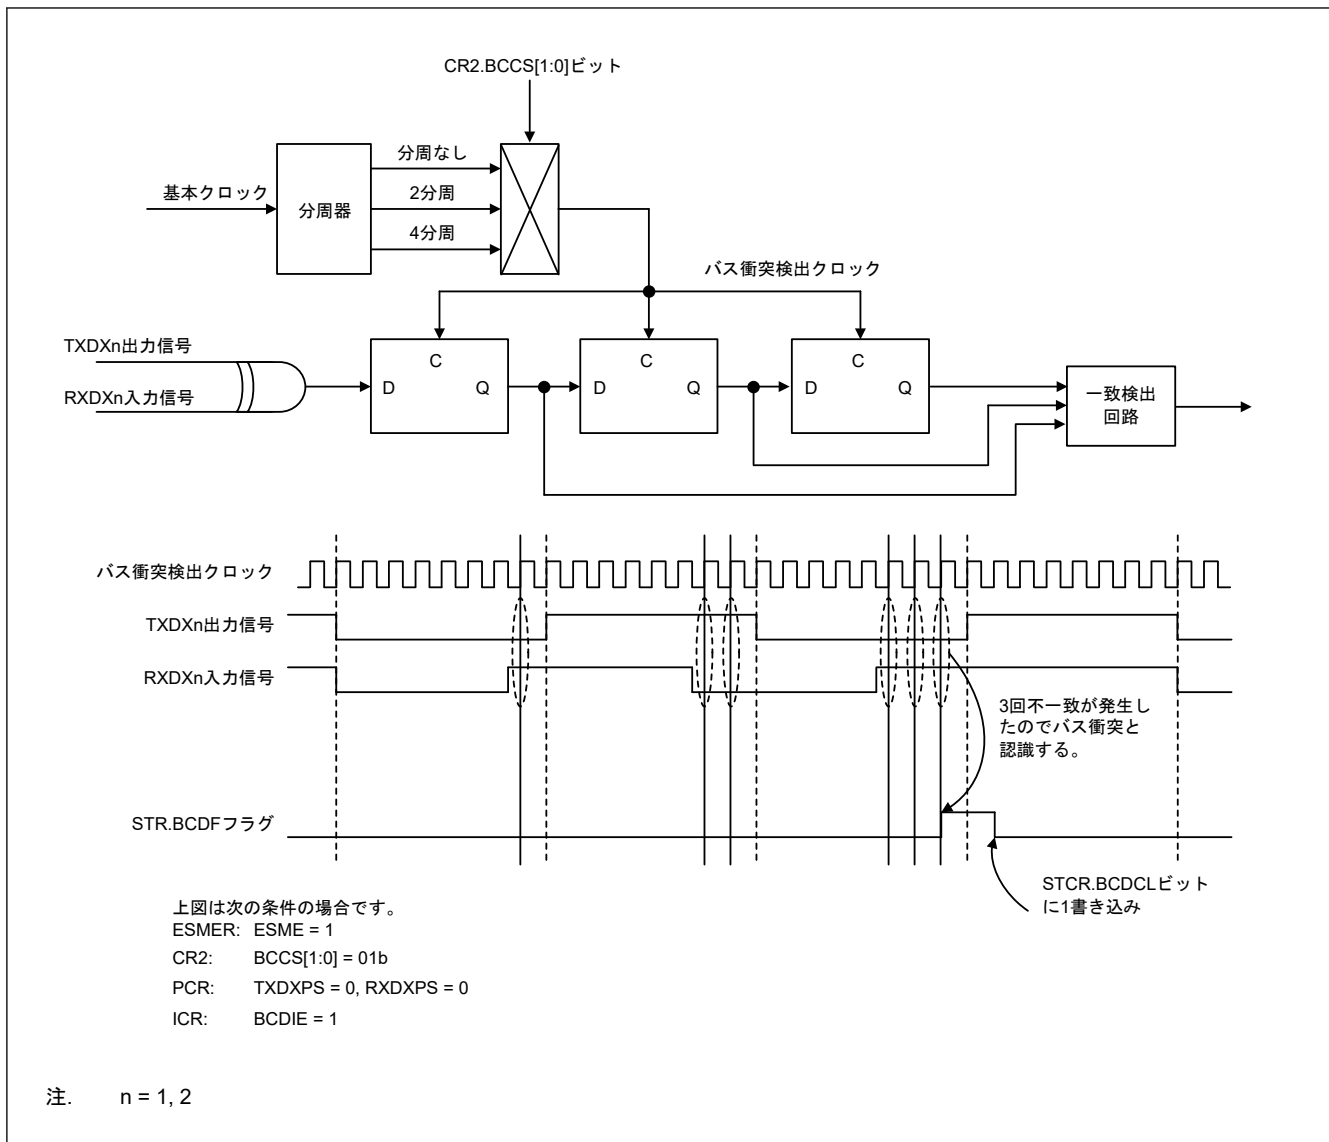 CR2.BCCS[1:0]ビット
分周なし
基本クロック
分周器
2分周
4分周
バス衝突検出クロック
TXDXn出力信号
RXDXn入力信号
C
D
Q
C
D
Q
C
D
Q
一致検出
回路
バス衝突検出クロック
TXDXn出力信号
RXDXn入力信号
3回不一致が発生し
たのでバス衝突と
認識する。
STR.BCDFフラグ
STCR.BCDCLビット
に1書き込み
上図は次の条件の場合です。
ESMER: ESME = 1
CR2: BCCS[1:0] = 01b
PCR: TXDXPS = 0, RXDXPS = 0
ICR: BCDIE = 1
注. n = 1, 2